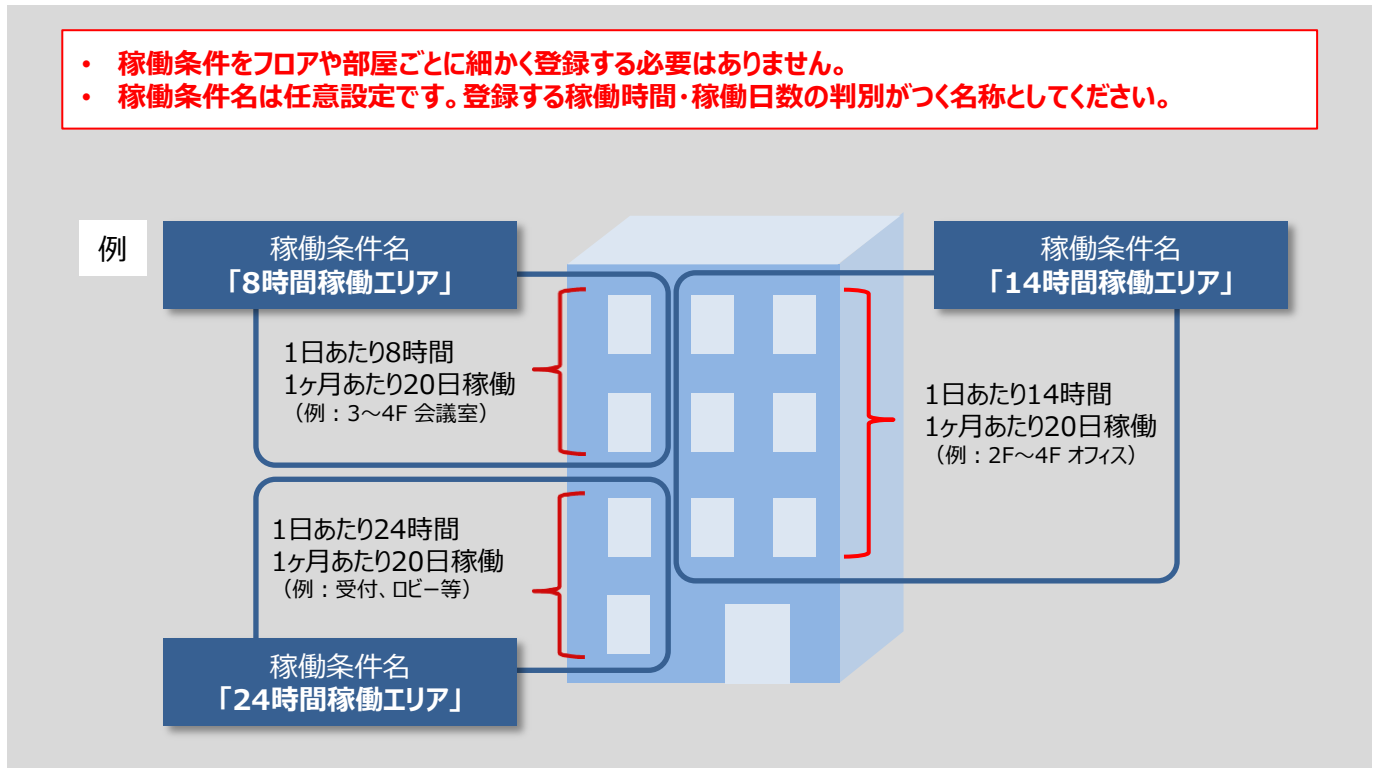 • 稼働条件をフロアや部屋ごとに細かく登録する必要はありません。
• 稼働条件名は任意設定です。登録する稼働時間・稼働日数の判別がつく名称としてください。
例
稼働条件名
「8時間稼働エリア」
1日あたり8時間
1ヶ月あたり20日稼働
（例：3～4F 会議室）
稼働条件名
「14時間稼働エリア」
1日あたり14時間
1ヶ月あたり20日稼働
（例：2F～4F オフィス）
1日あたり24時間
1ヶ月あたり20日稼働
（例：受付、ロビー等）
稼働条件名
「24時間稼働エリア」